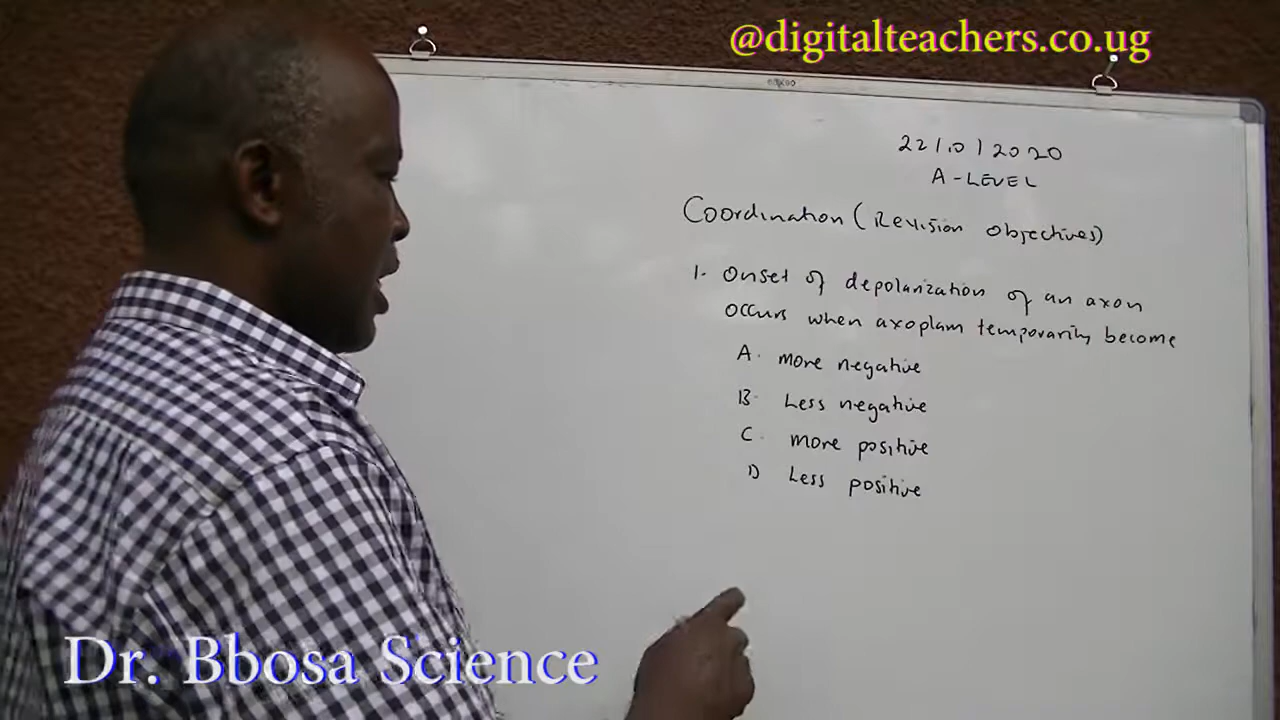 @digitalteachers.co.ug
22/10/2020
A-LEVEL
Coordination (Revision Objectives)
1. Onset of depolarization of an axon
occurs when axoplam temporarily become
A. more negative
B. Less negative
C. more positive
D Less positive
Dr. Bbosa Science